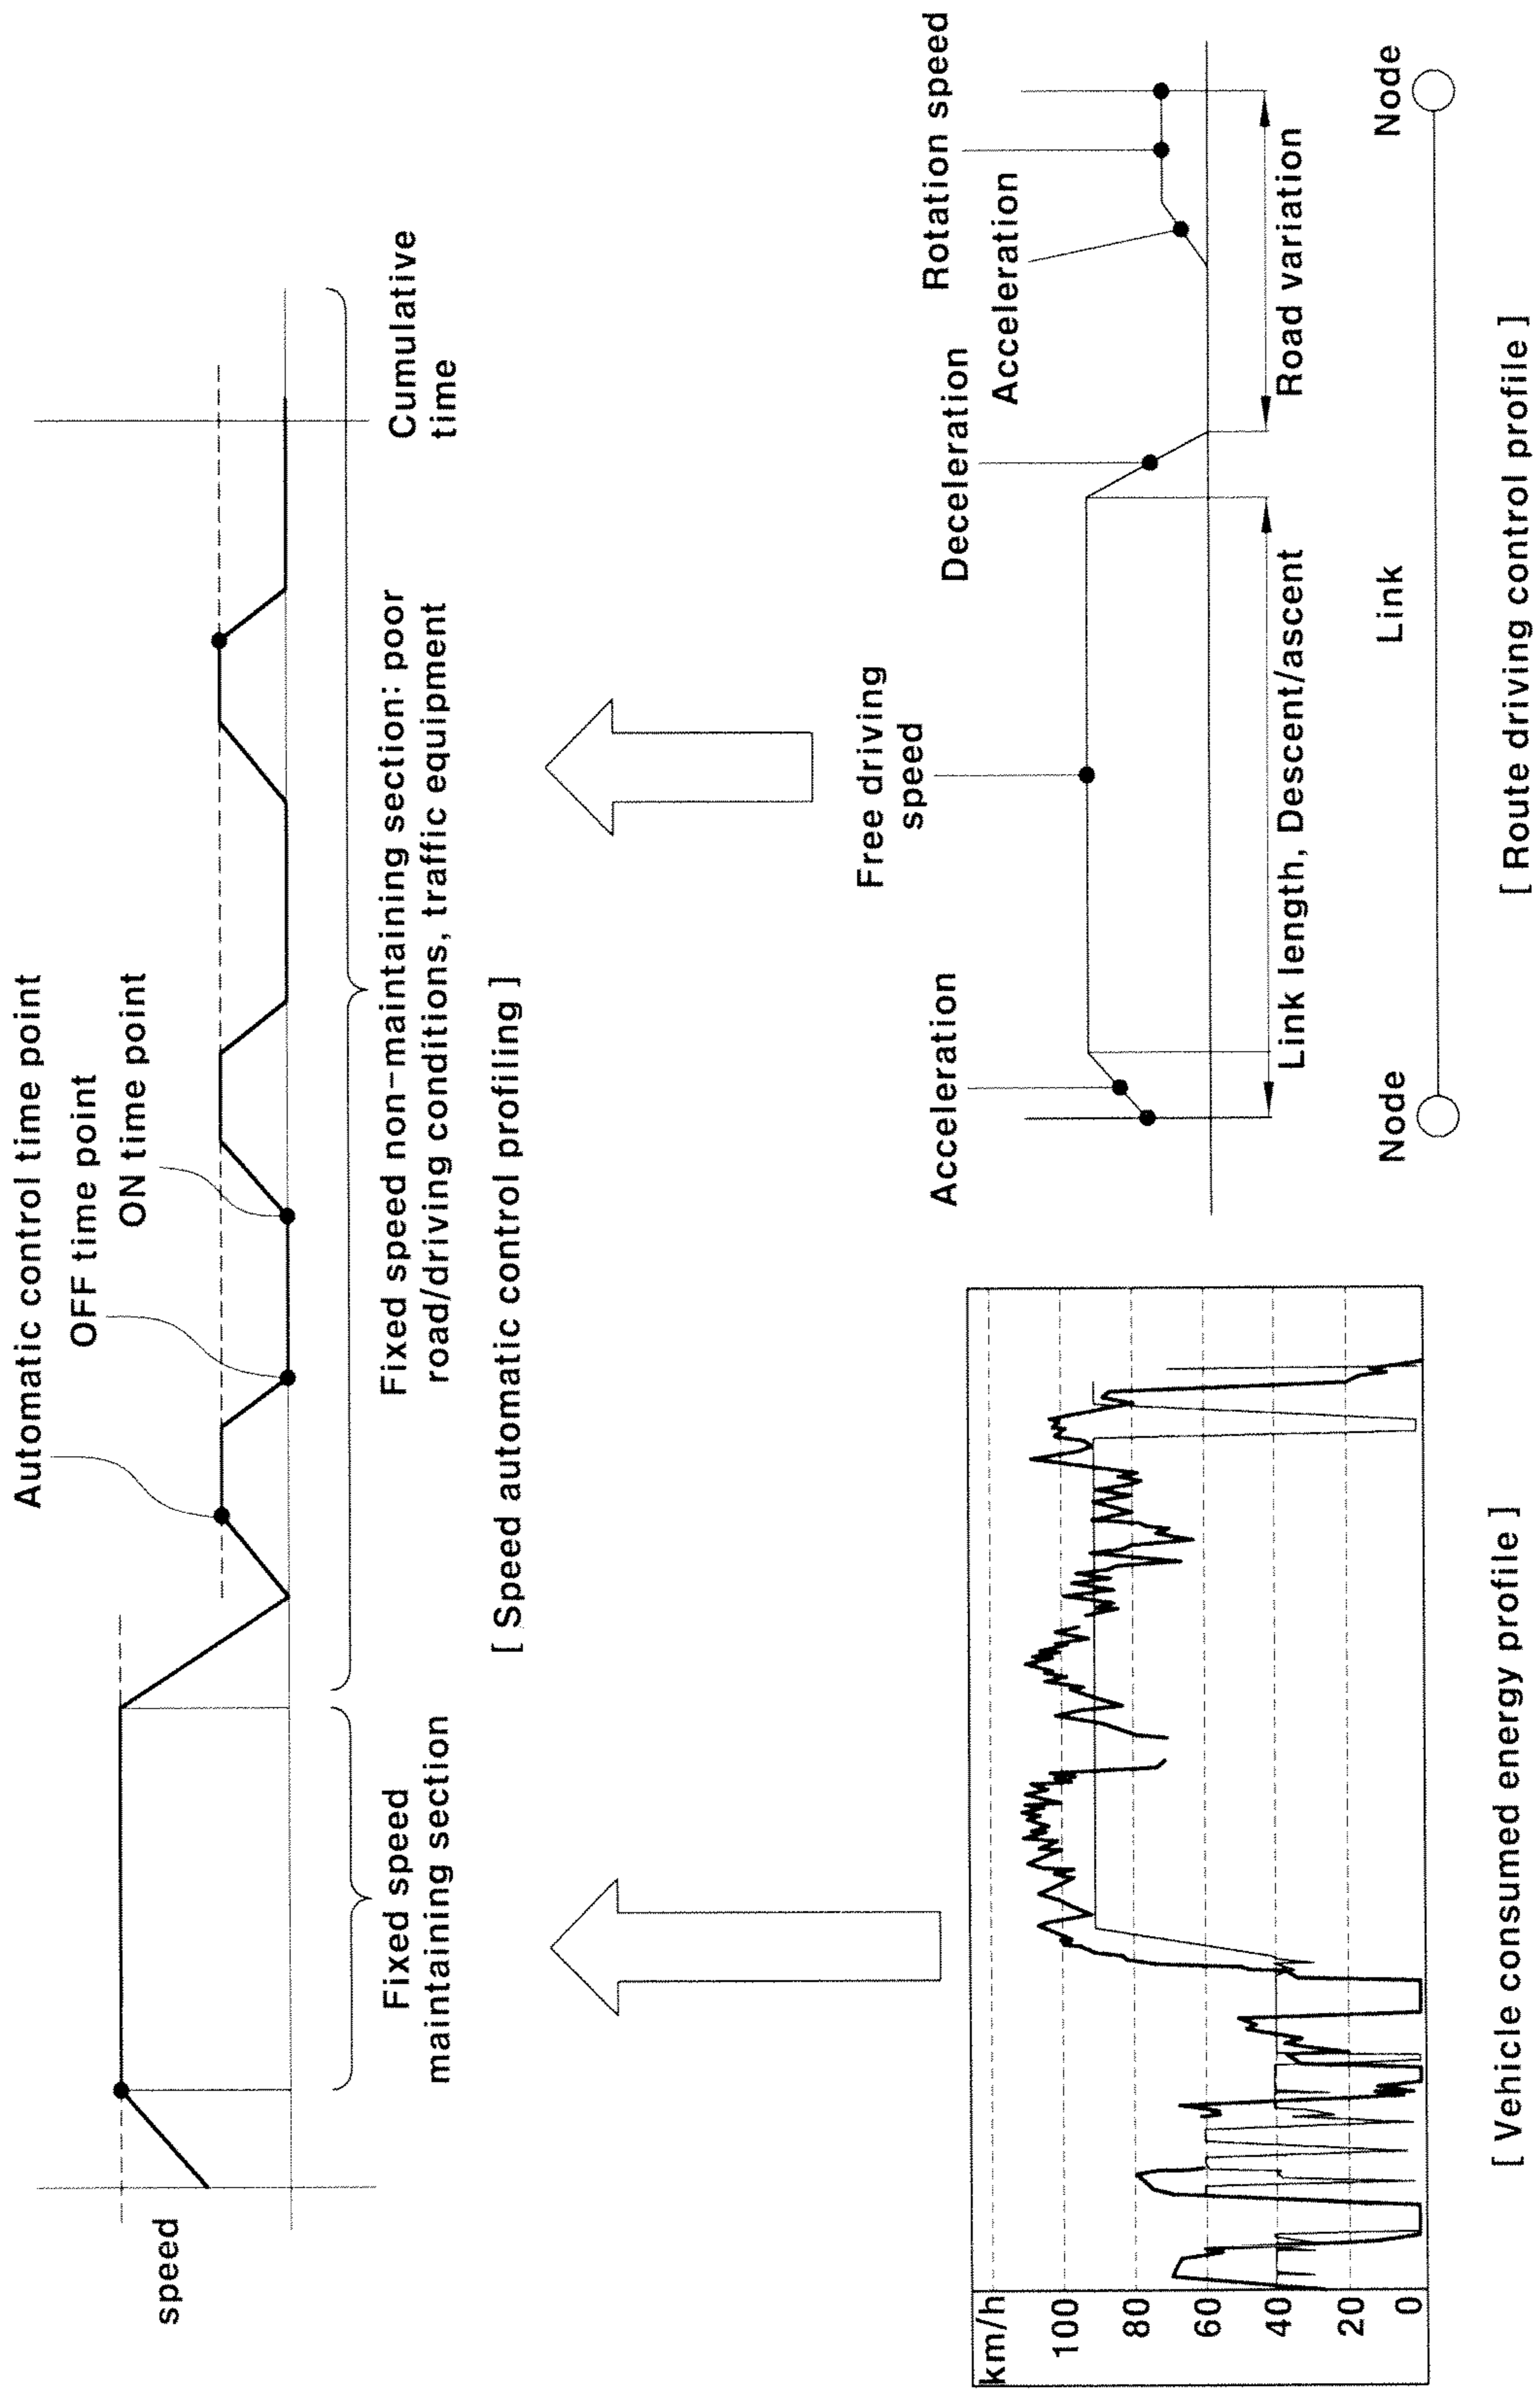 Automatic control time point
OFF time point
ON time point
speed
Cumulative
time
Fixed speed
maintaining section
Fixed speed non-maintaining section: poor
road/driving conditions, traffic equipment
[ Speed automatic control profiling ]
km/h
100
80
60
40
20
0
[ Vehicle consumed energy profile ]
Free driving
speed
Acceleration
Deceleration
Acceleration
Rotation speed
Link length, Descent/ascent
Road variation
Node
Link
Node
[ Route driving control profile ]